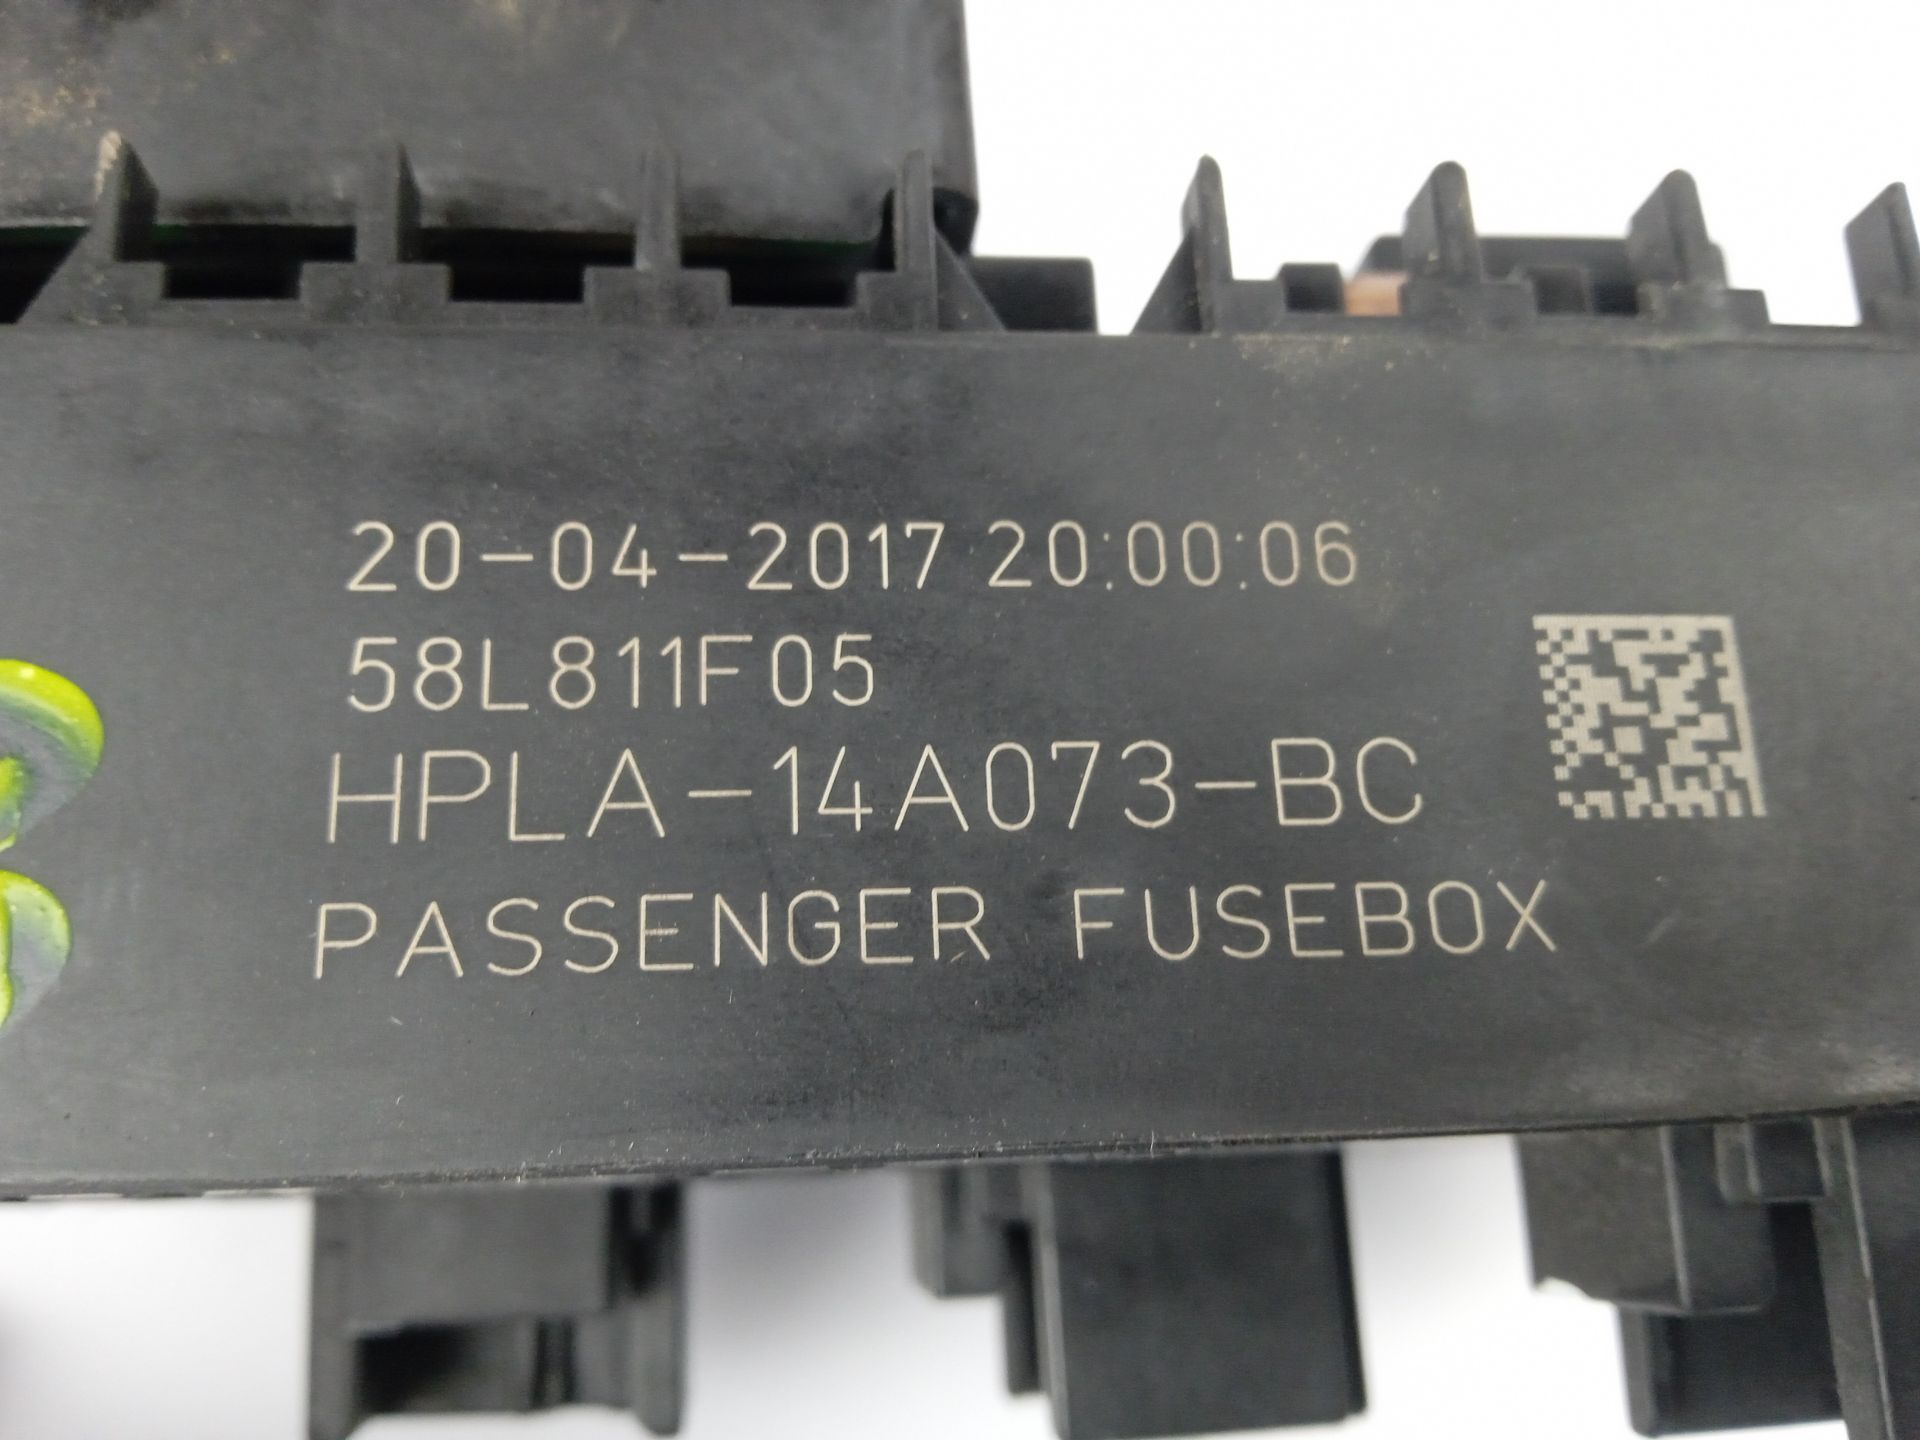 20-04-2017 20:00:06
58L811F05
HPLA-14A073-BC
PASSENGER FUSEBOX